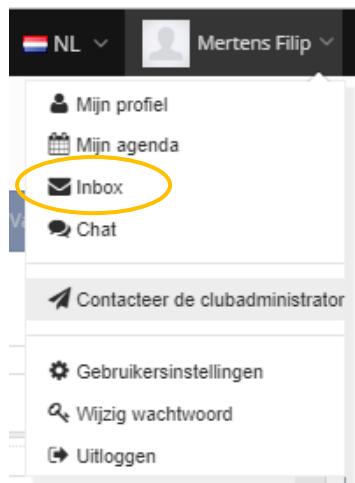 NL
Mertens Filip
Mijn profiel
Mijn agenda
Inbox
Chat
Contacteer de clubadministrator
Gebruikersinstellingen
Wijzig wachtwoord
Uitloggen